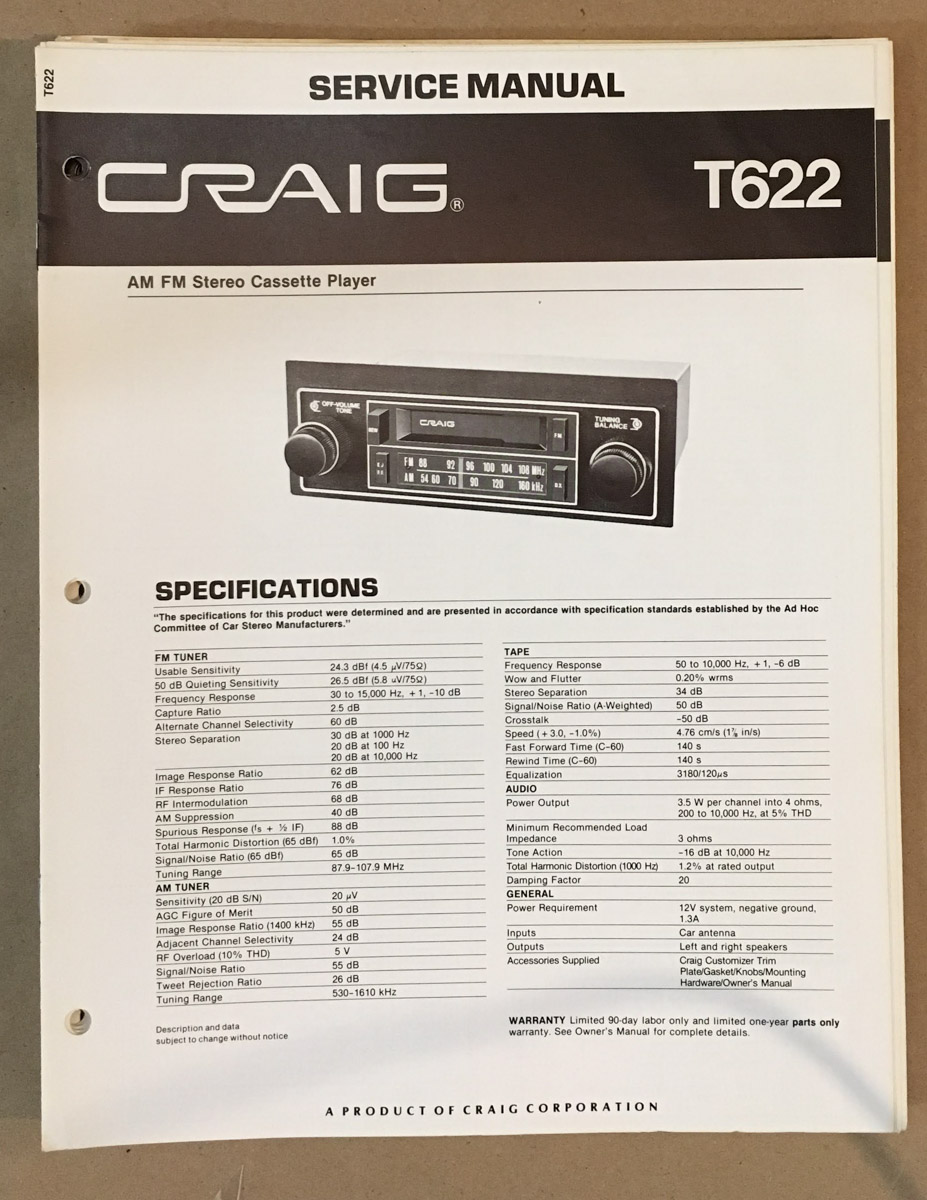 T622
SERVICE MANUAL
CRAIG®
T622
AM FM Stereo Cassette Player
OFF-VOLUME
TONE
CRAIG
TUNING
BALANCE
FM 88 92 96 100 104 108 MHz
AM 54 60 70 90 120 160 kHz
SPECIFICATIONS
"The specifications for this product were determined and are presented in accordance with specification standards established by the Ad Hoc
Committee of Car Stereo Manufacturers."
FM TUNER
Usable Sensitivity 24.3 dBf (4.5 μV/75Ω)
50 dB Quieting Sensitivity 26.5 dBf (5.8 uV/75Ω)
Frequency Response 30 to 15,000 Hz, +1, -10 dB
Capture Ratio 2.5 dB
Alternate Channel Selectivity 60 dB
Stereo Separation 30 dB at 1000 Hz
20 dB at 100 Hz
20 dB at 10,000 Hz
Image Response Ratio 62 dB
IF Response Ratio 76 dB
RF Intermodulation 68 dB
AM Suppression 40 dB
Spurious Response (fs + ½ IF) 88 dB
Total Harmonic Distortion (65 dBf) 1.0%
Signal/Noise Ratio (65 dBf) 65 dB
Tuning Range 87.9-107.9 MHz
AM TUNER
Sensitivity (20 dB S/N) 20 μV
AGC Figure of Merit 50 dB
Image Response Ratio (1400 kHz) 55 dB
Adjacent Channel Selectivity 24 dB
RF Overload (10% THD) 5 V
Signal/Noise Ratio 55 dB
Tweet Rejection Ratio 26 dB
Tuning Range 530-1610 kHz
Description and data
subject to change without notice
TAPE
Frequency Response 50 to 10,000 Hz, +1, -6 dB
Wow and Flutter 0.20% wrms
Stereo Separation 34 dB
Signal/Noise Ratio (A-Weighted) 50 dB
Crosstalk -50 dB
Speed (+3.0, -1.0%) 4.76 cm/s (1⅞ in/s)
Fast Forward Time (C-60) 140 s
Rewind Time (C-60) 140 s
Equalization 3180/120μs
AUDIO
Power Output 3.5 W per channel into 4 ohms,
200 to 10,000 Hz, at 5% THD
Minimum Recommended Load
Impedance 3 ohms
Tone Action -16 dB at 10,000 Hz
Total Harmonic Distortion (1000 Hz) 1.2% at rated output
Damping Factor 20
GENERAL
Power Requirement 12V system, negative ground,
1.3A
Inputs Car antenna
Outputs Left and right speakers
Accessories Supplied Craig Customizer Trim
Plate/Gasket/Knobs/Mounting
Hardware/Owner's Manual
WARRANTY Limited 90-day labor only and limited one-year parts only
warranty. See Owner's Manual for complete details.
A PRODUCT OF CRAIG CORPORATION